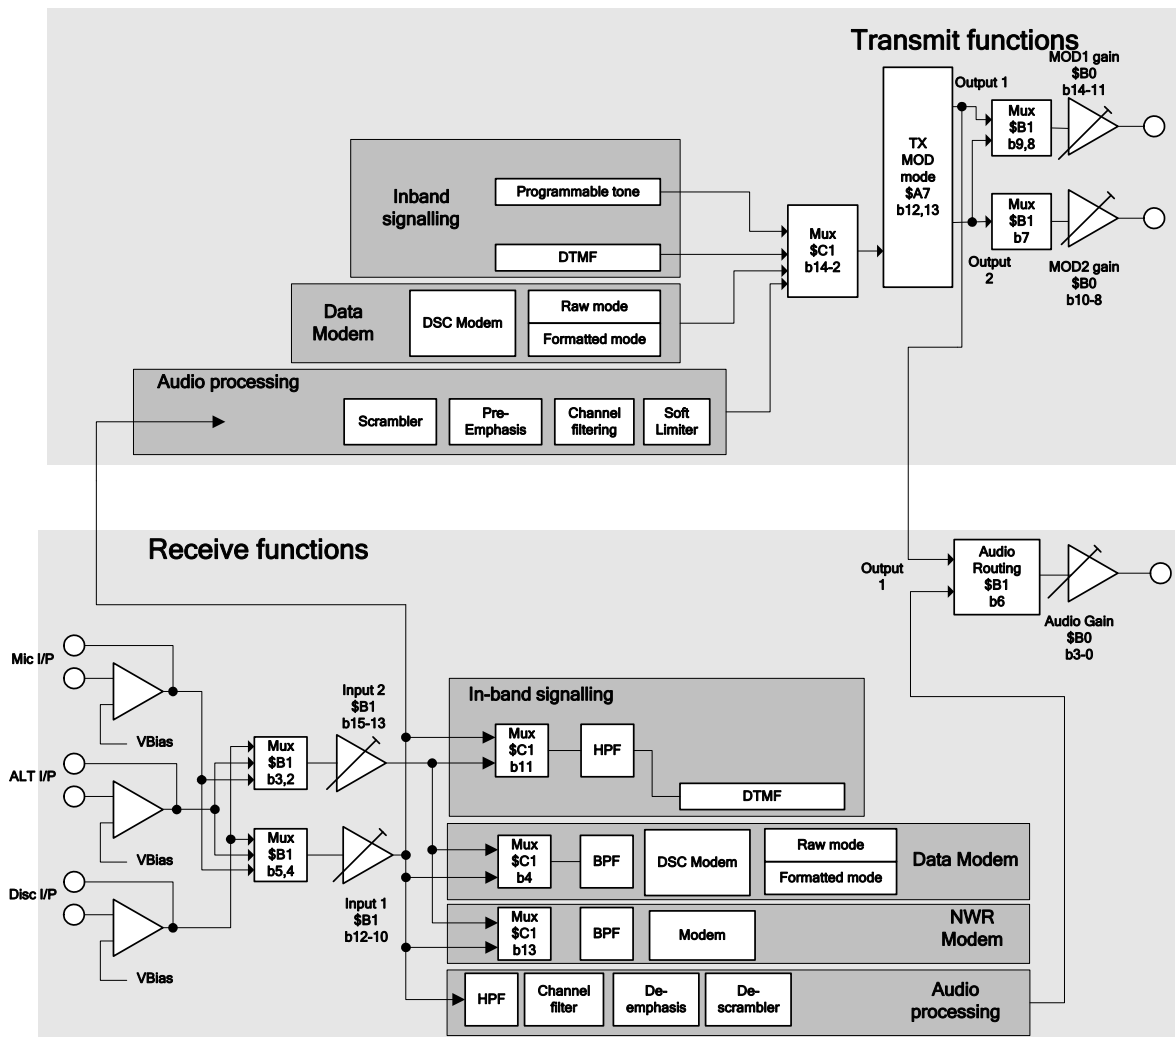 Transmit functions
MOD1 gain
$B0
b14-11
Output 1
Mux
$B1
b9,8
TX
MOD
mode
$A7
b12,13
Inband
signalling
Programmable tone
DTMF
Mux
$C1
b14-2
Mux
$B1
b7
Output
2
MOD2 gain
$B0
b10-8
Data
Modem
DSC Modem
Raw mode
Formatted mode
Audio processing
Scrambler
Pre-
Emphasis
Channel
filtering
Soft
Limiter
Receive functions
Output
1
Audio
Routing
$B1
b6
Audio Gain
$B0
b3-0
Mic I/P
VBias
ALT I/P
VBias
Disc I/P
VBias
Mux
$B1
b3,2
Mux
$B1
b5,4
Input 2
$B1
b15-13
Input 1
$B1
b12-10
In-band signalling
Mux
$C1
b11
HPF
DTMF
Mux
$C1
b4
BPF
DSC Modem
Raw mode
Formatted mode
Data Modem
Mux
$C1
b13
BPF
Modem
NWR
Modem
HPF
Channel
filter
De-
emphasis
De-
scrambler
Audio
processing